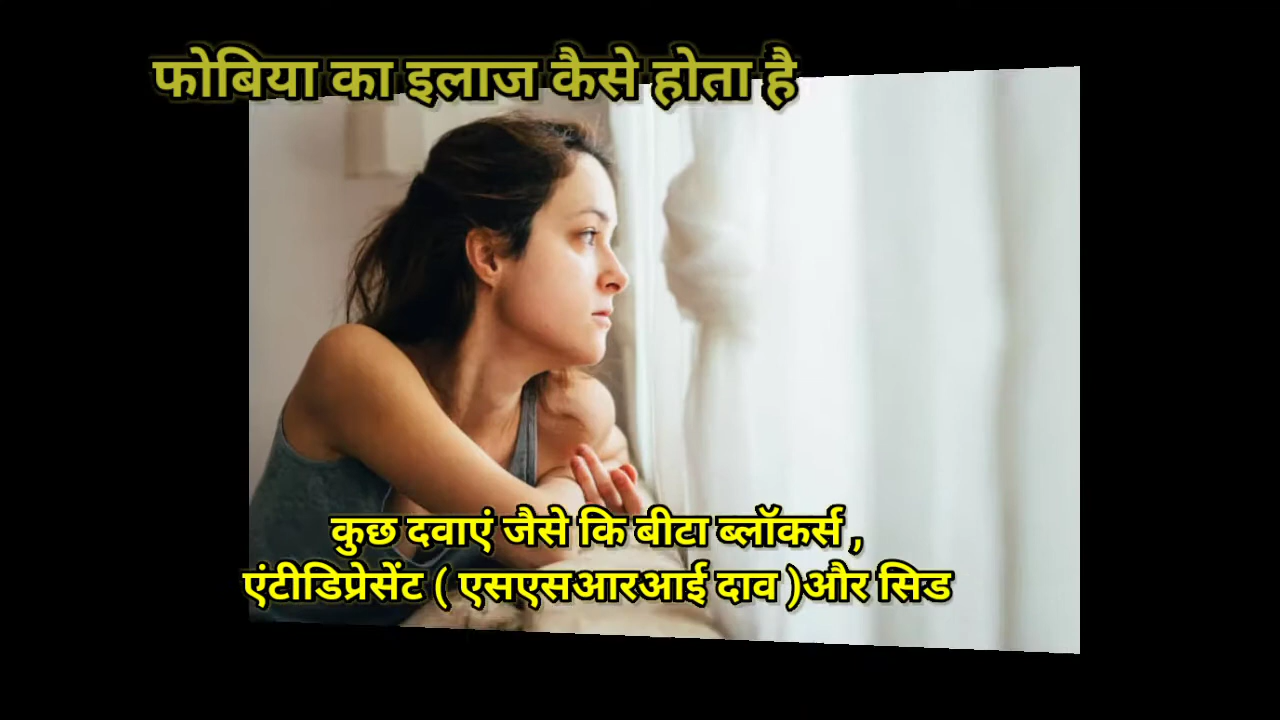 फोबिया का इलाज कैसे होता है
कुछ दवाएं जैसे कि बीटा ब्लॉकर्स ,
एंटीडिप्रेसेंट ( एसएसआरआई दाव )और सिड